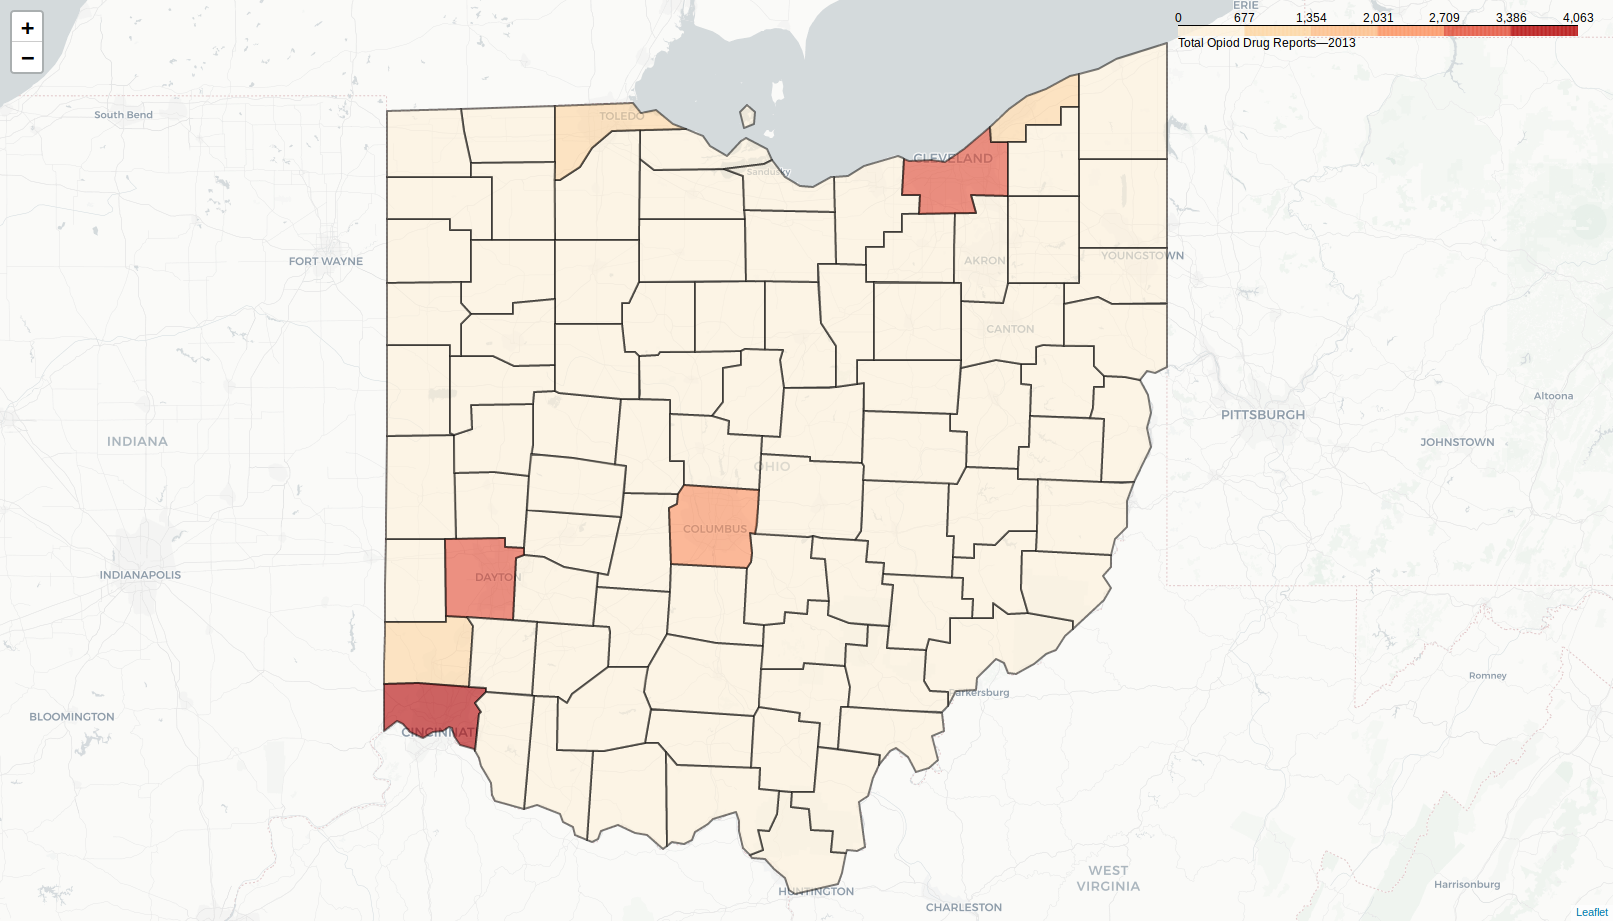 +
−
ERIE
0 677 1,354 2,031 2,709 3,386 4,063
Total Opiod Drug Reports—2013
South Bend
TOLEDO
CLEVELAND
Sandusky
FORT WAYNE
AKRON
YOUNGSTOWN
CANTON
Altoona
PITTSBURGH
INDIANA
JOHNSTOWN
OHIO
COLUMBUS
INDIANAPOLIS
DAYTON
Romney
arkersburg
BLOOMINGTON
CINCINNAT
WEST
VIRGINIA
Harrisonburg
HUNTINGTON
CHARLESTON
Leaflet